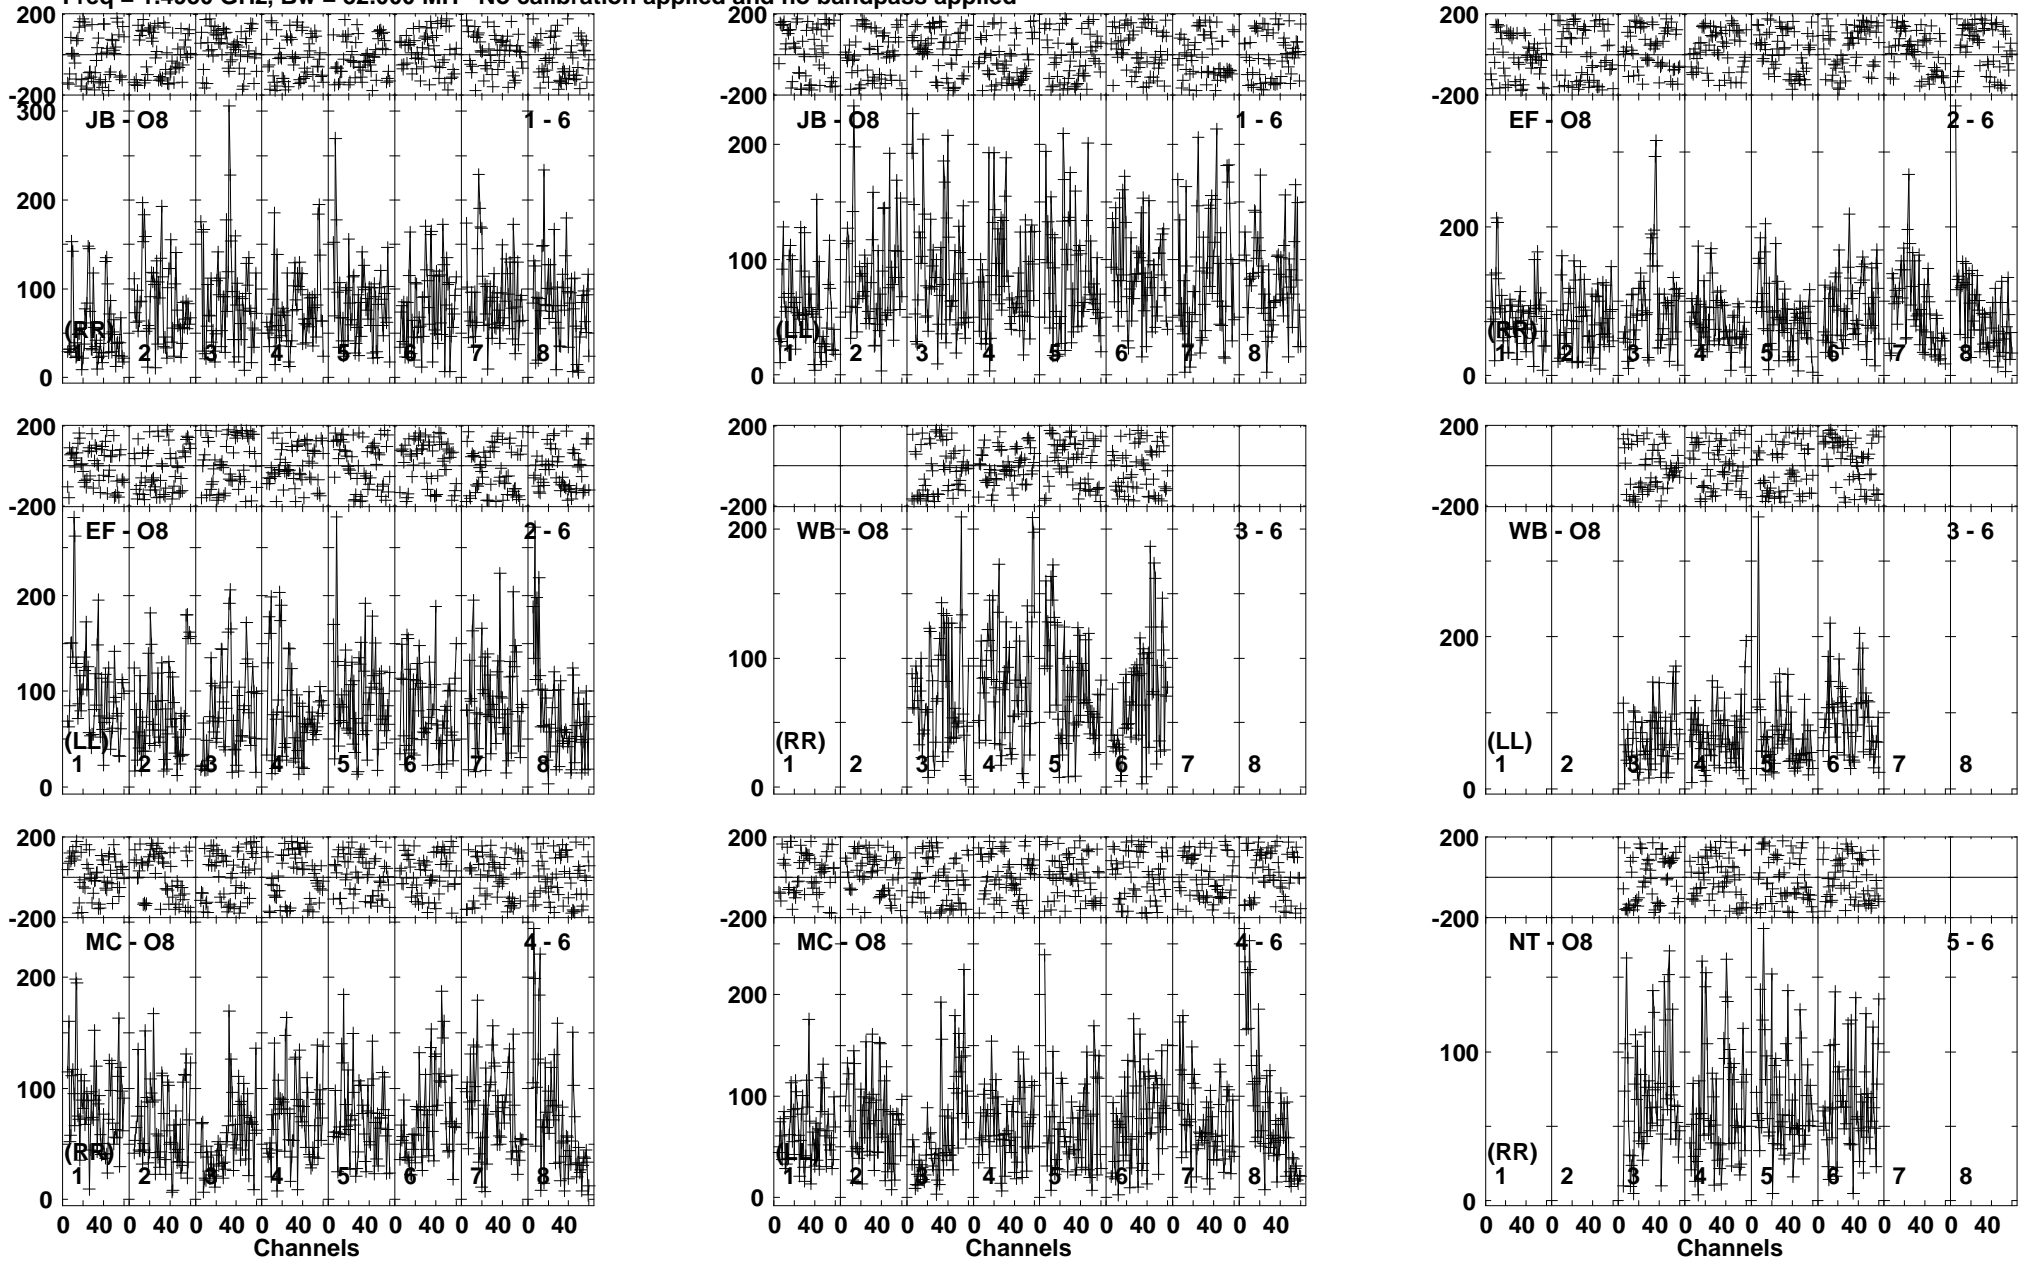 Freq = 1.4990 GHz, Bw = 32.000 MH No calibration applied and no bandpass applied
200 200 200
-200 -200 -200
JB - O8 1 - 6 JB - O8 1 - 6 EF - O8 2 - 6
300
200 200 200
100 100
(RR) (LL) (RR)
1 2 3 4 5 6 7 8 1 2 3 4 5 6 7 8 1 2 3 4 5 6 7 8
0 0 0
200 200 200
-200 -200 -200
EF - O8 2 - 6 WB - O8 3 - 6 WB - O8 3 - 6
200 200 200
100 100
(LL) (RR) (LL)
1 2 3 4 5 6 7 8 1 2 3 4 5 6 7 8 1 2 3 4 5 6 7 8
0 0 0
200 200 200
-200 -200 -200
MC - O8 4 - 6 MC - O8 4 - 6 NT - O8 5 - 6
200 200
100 100 100
(RR) (LL) (RR)
1 2 3 4 5 6 7 8 1 2 3 4 5 6 7 8 1 2 3 4 5 6 7 8
0 0 0
0 40 0 40 0 40 0 40 0 40 0 40 0 40 0 40 0 40 0 40 0 40 0 40 0 40 0 40 0 40 0 40 0 40 0 40 0 40 0 40 0 40 0 40 0 40 0 40
Channels Channels Channels